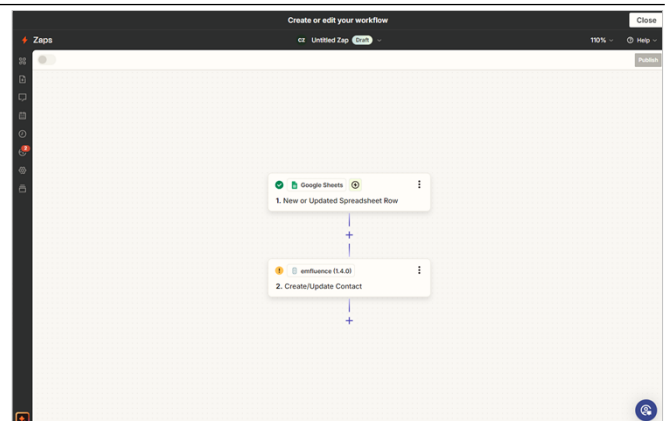 Create or edit your workflow
Close
Zaps
CZ Untitled Zap Draft
110%
Help
Publish
Google Sheets
1. New or Updated Spreadsheet Row
emfluence (1.4.0)
2. Create/Update Contact